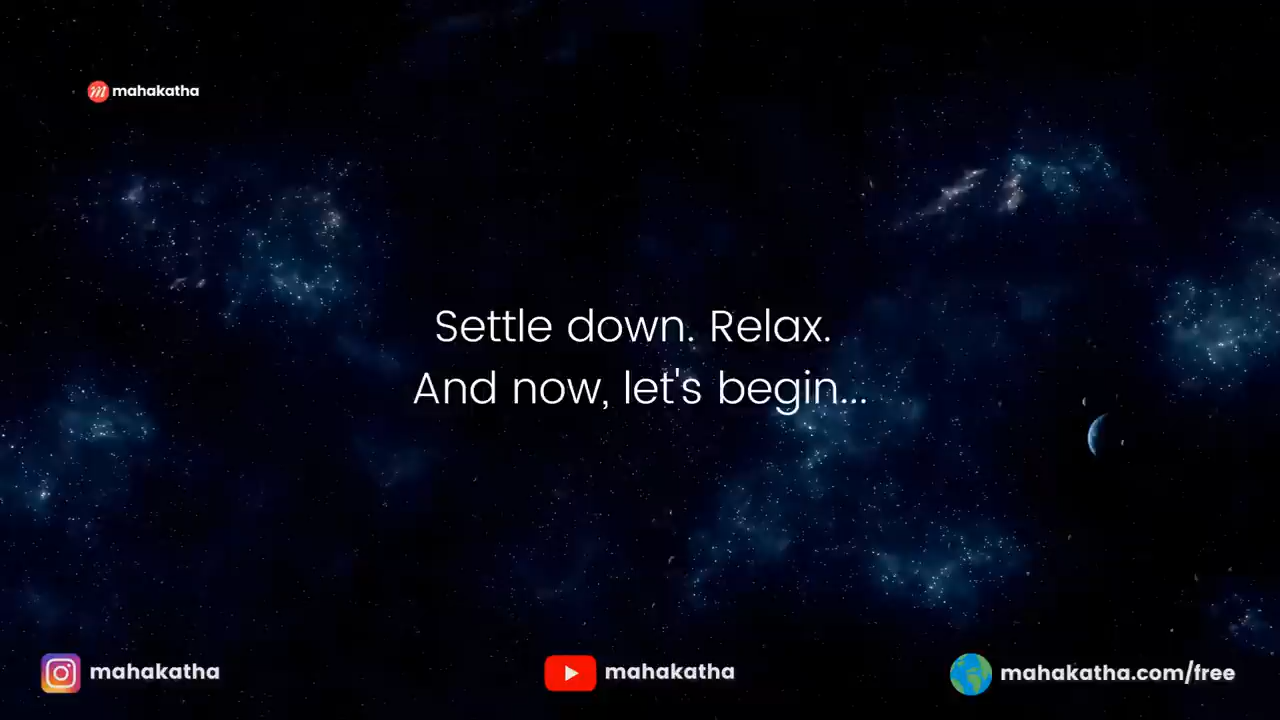 mahakatha
Settle down. Relax.
And now, let's begin...
mahakatha
mahakatha
mahakatha.com/free